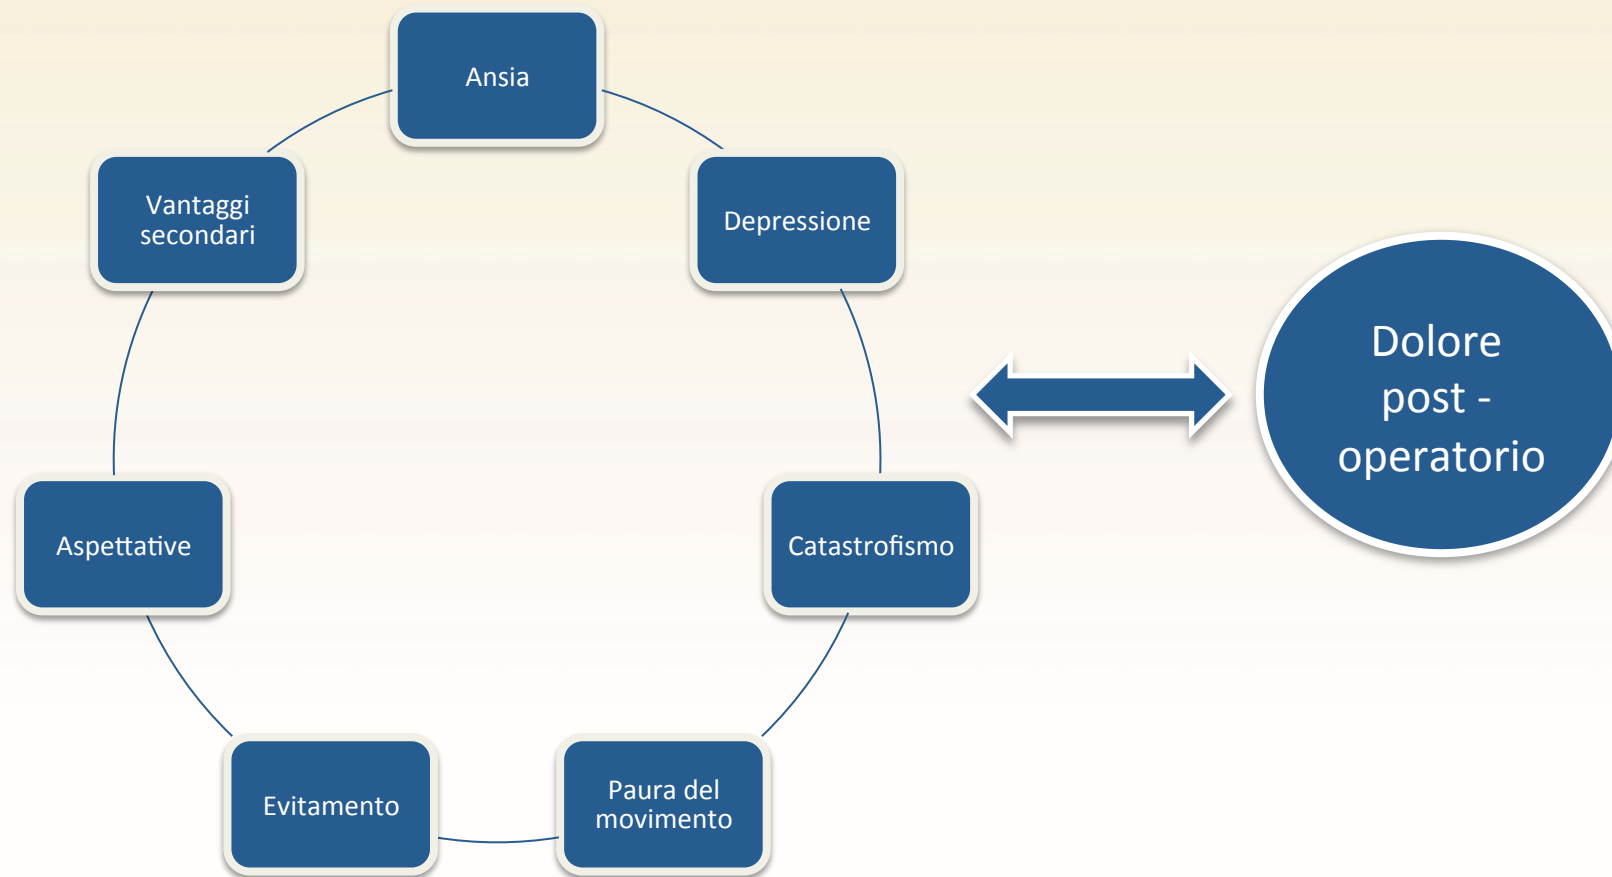 Ansia
Depressione
Catastrofismo
Paura del
movimento
Evitamento
Aspettative
Vantaggi
secondari
Dolore
post -
operatorio